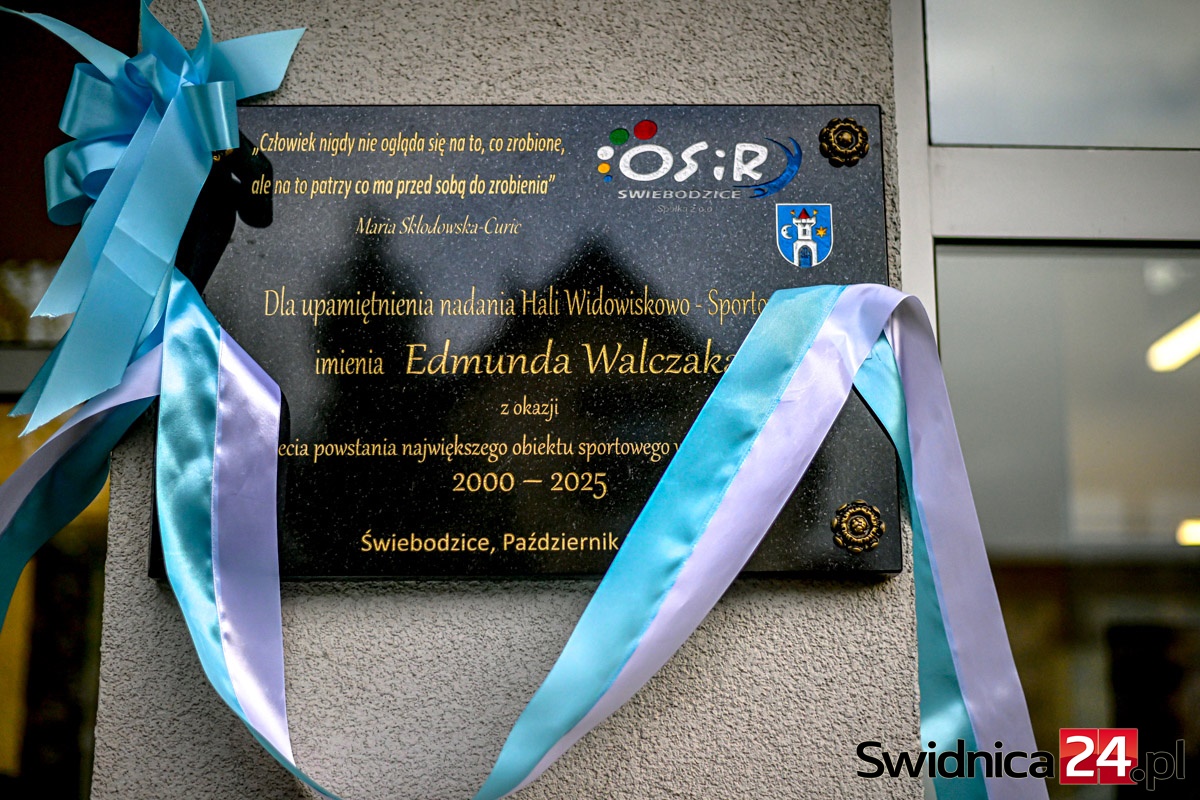 „Człowiek nigdy nie ogląda się na to, co zrobione,
ale na to patrzy co ma przed sobą do zrobienia”
Maria Skłodowska-Curie
OSiR
ŚWIEBODZICE
Spółka z o.o.
Dla upamiętnienia nadania Hali Widowiskowo - Sporto
imienia Edmunda Walczaka
z okazji
ecia powstania największego obiektu sportowego
2000 – 2025
Świebodzice, Październik
Swidnica24.pl